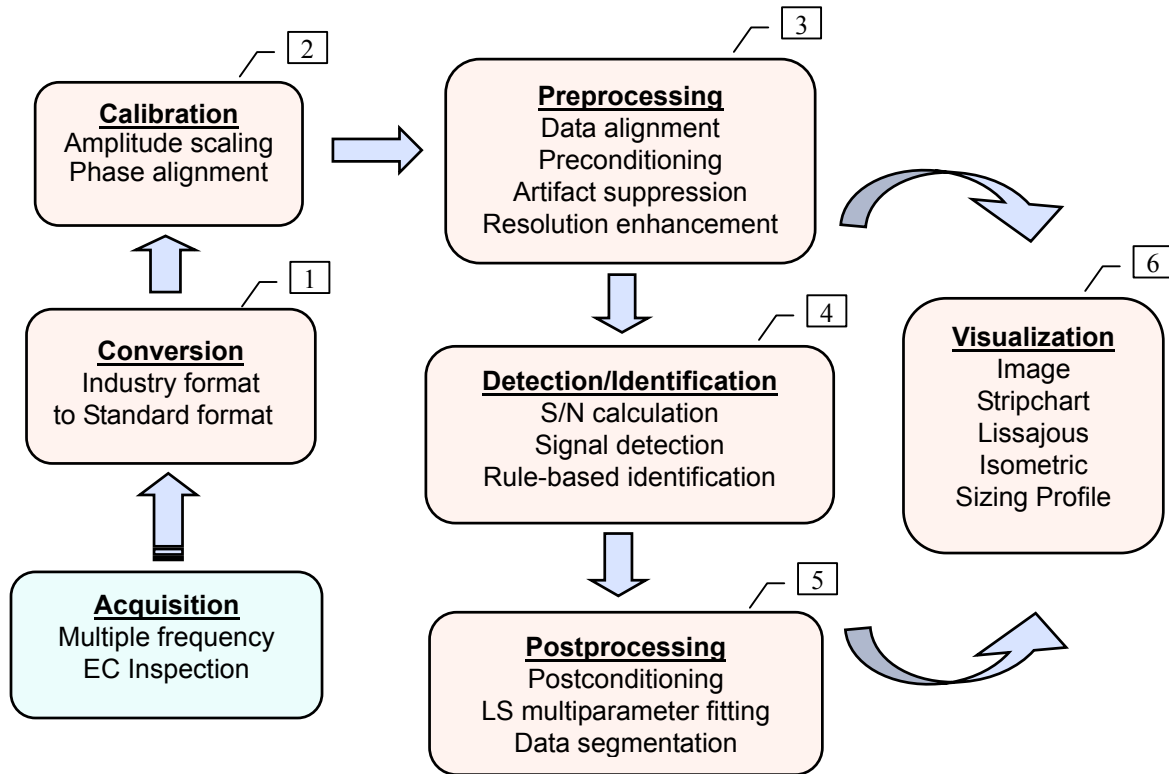 2
Calibration
Amplitude scaling
Phase alignment
3
Preprocessing
Data alignment
Preconditioning
Artifact suppression
Resolution enhancement
1
Conversion
Industry format
to Standard format
4
Detection/Identification
S/N calculation
Signal detection
Rule-based identification
6
Visualization
Image
Stripchart
Lissajous
Isometric
Sizing Profile
Acquisition
Multiple frequency
EC Inspection
5
Postprocessing
Postconditioning
LS multiparameter fitting
Data segmentation